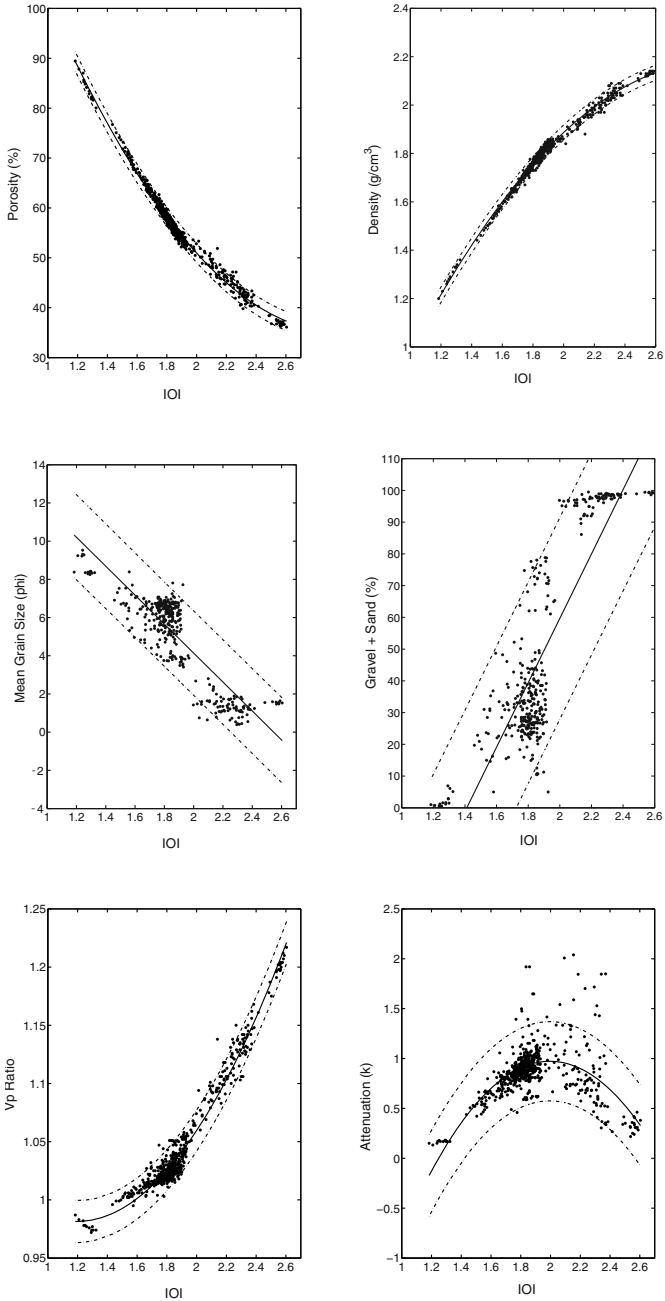 100
90
80
70
60
50
40
30
Porosity (%)
1 1.2 1.4 1.6 1.8 2 2.2 2.4 2.6
IOI
2.4
2.2
2
1.8
1.6
1.4
1.2
1
Density (g/cm3)
1 1.2 1.4 1.6 1.8 2 2.2 2.4 2.6
IOI
14
12
10
8
6
4
2
0
-2
-4
Mean Grain Size (phi)
1 1.2 1.4 1.6 1.8 2 2.2 2.4 2.6
IOI
110
100
90
80
70
60
50
40
30
20
10
0
Gravel + Sand (%)
1 1.2 1.4 1.6 1.8 2 2.2 2.4 2.6
IOI
1.25
1.2
1.15
1.10
1.05
1
0.95
Vp Ratio
1 1.2 1.4 1.6 1.8 2 2.2 2.4 2.6
IOI
2.5
2
1.5
1
0.5
0
−0.5
−1
Attenuation (k)
1 1.2 1.4 1.6 1.8 2 2.2 2.4 2.6
IOI